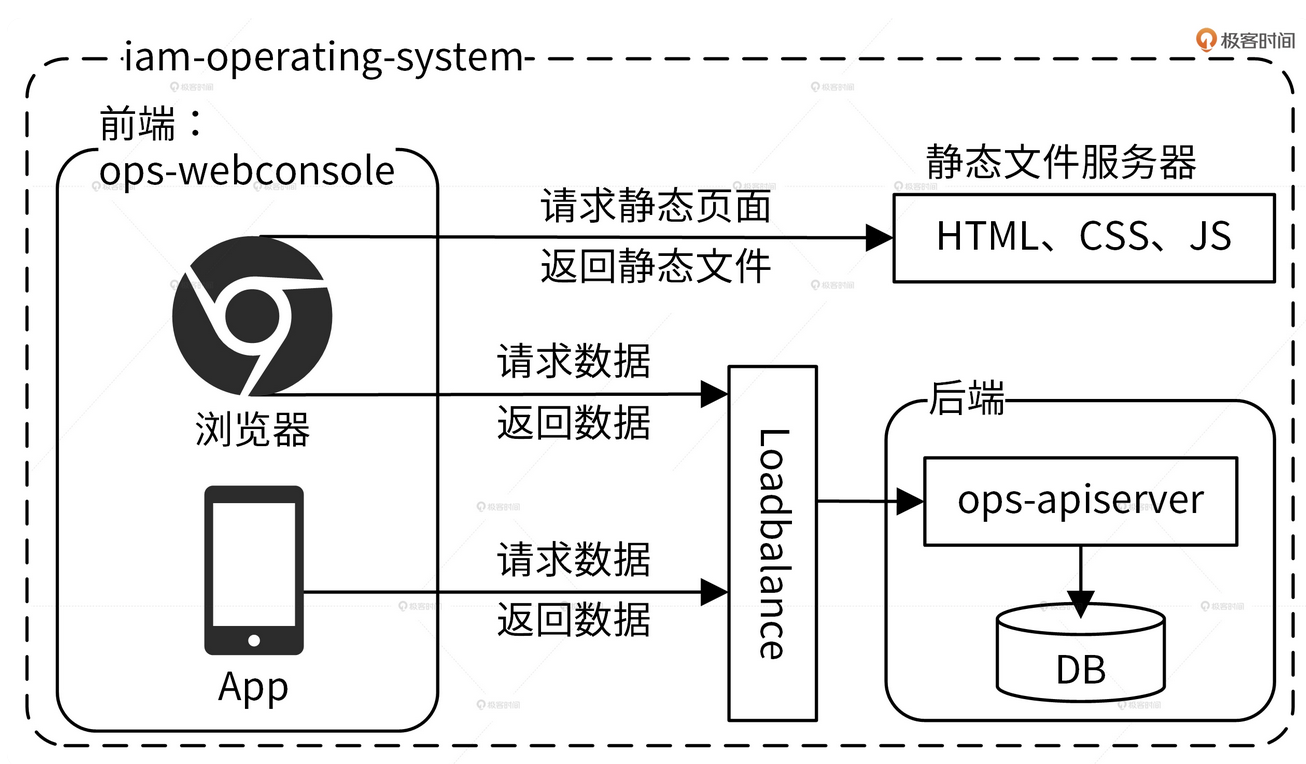 极客时间
iam-operating-system
前端：
ops-webconsole
静态文件服务器
请求静态页面
HTML、CSS、JS
返回静态文件
请求数据
返回数据
浏览器
后端
Loadbalance
ops-apiserver
请求数据
返回数据
DB
App